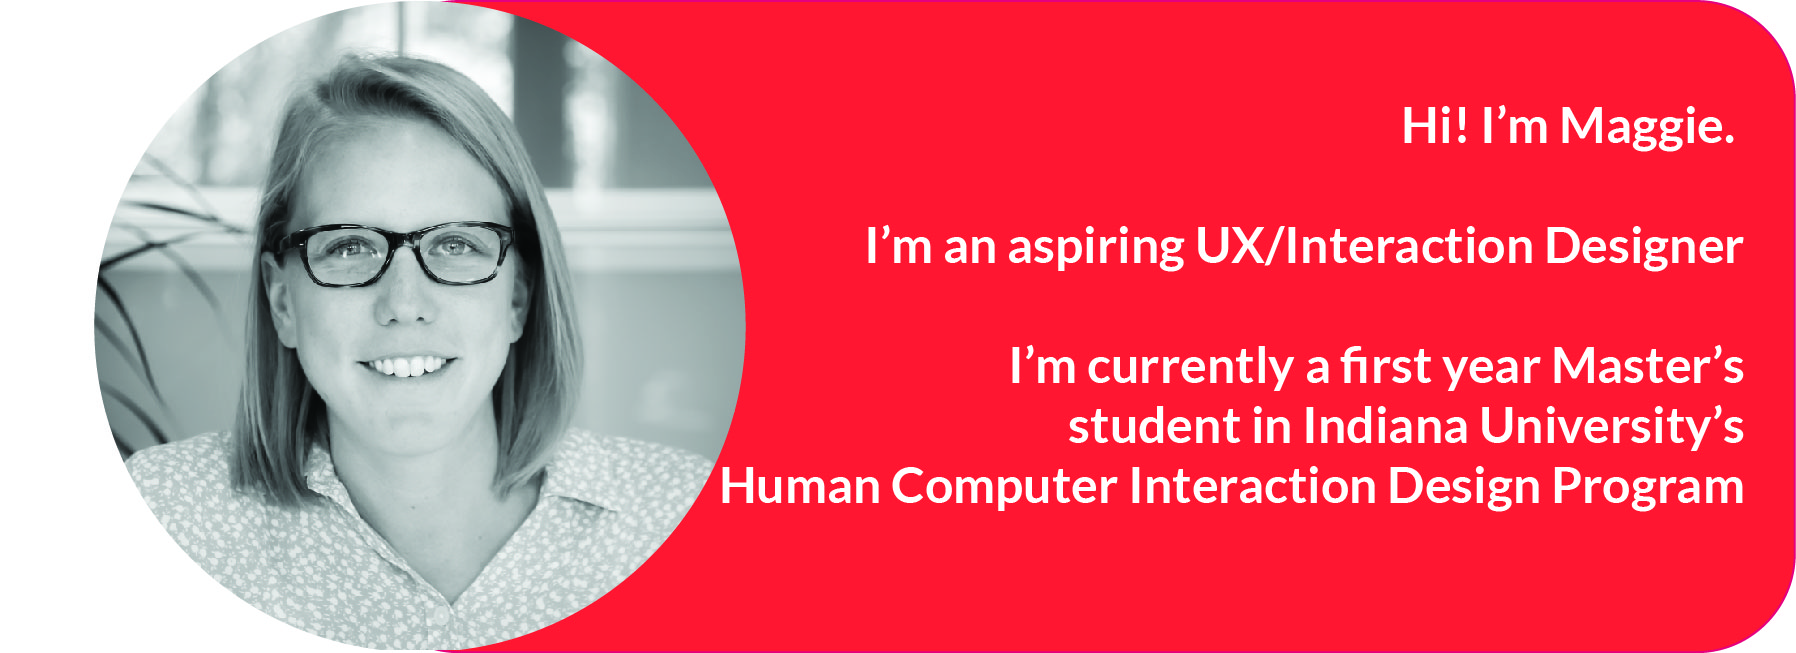 Hi! I’m Maggie.
I’m an aspiring UX/Interaction Designer
I’m currently a first year Master’s
student in Indiana University’s
Human Computer Interaction Design Program